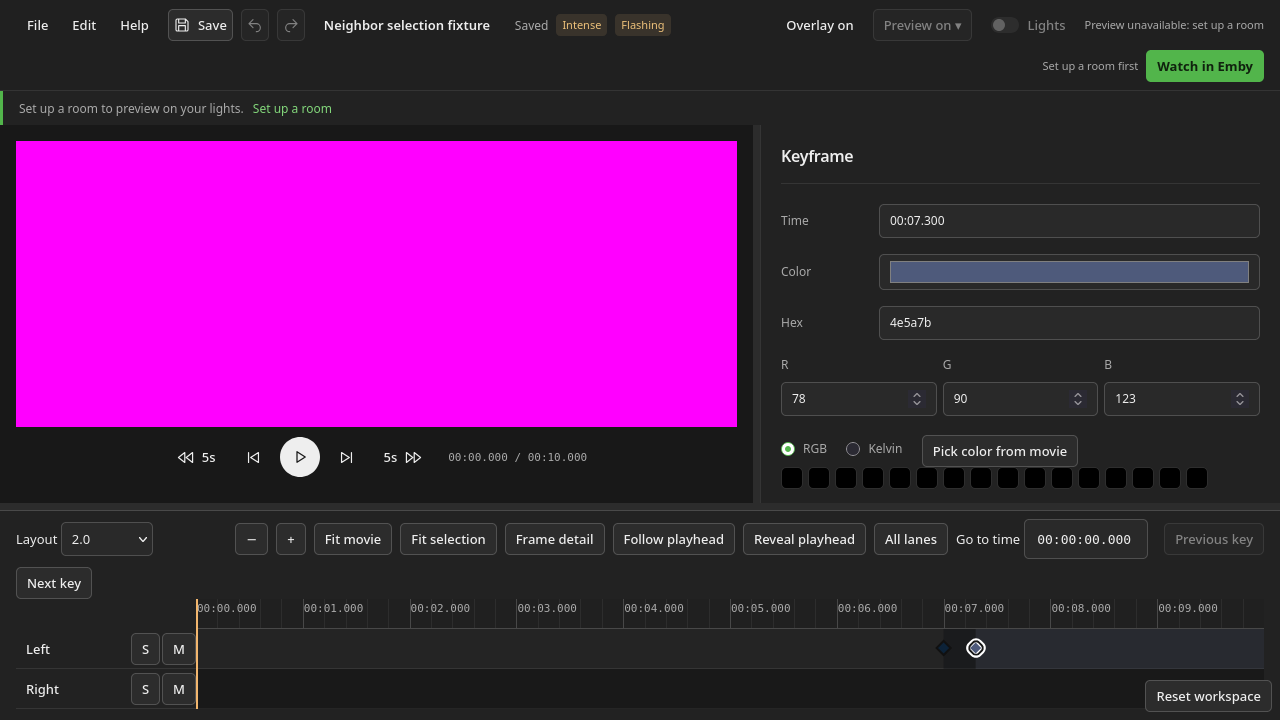 File Edit Help Save Neighbor selection fixture Saved Intense Flashing Overlay on Preview on ▾ Lights Preview unavailable: set up a room
Set up a room first Watch in Emby
Set up a room to preview on your lights. Set up a room
Keyframe
Time 00:07.300
Color
Hex 4e5a7b
R G B
78 90 123
RGB Kelvin Pick color from movie
5s 5s 00:00.000 / 00:10.000
Layout 2.0 − + Fit movie Fit selection Frame detail Follow playhead Reveal playhead All lanes Go to time 00:00:00.000 Previous key
Next key
00:00.000 00:01.000 00:02.000 00:03.000 00:04.000 00:05.000 00:06.000 00:07.000 00:08.000 00:09.000
Left S M
Right S M
Reset workspace